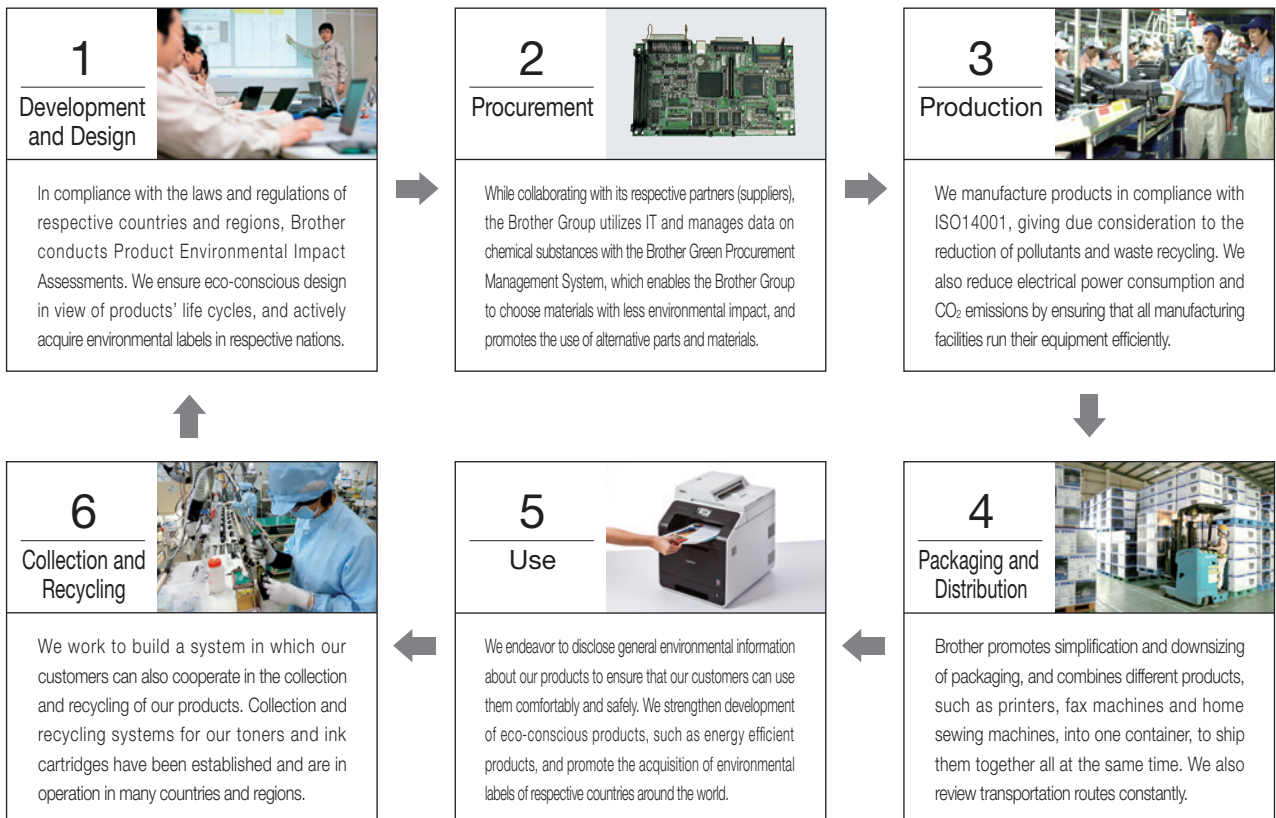 1
Development
and Design
In compliance with the laws and regulations of
respective countries and regions, Brother
conducts Product Environmental Impact
Assessments. We ensure eco-conscious design
in view of products’ life cycles, and actively
acquire environmental labels in respective nations.
2
Procurement
While collaborating with its respective partners (suppliers),
the Brother Group utilizes IT and manages data on
chemical substances with the Brother Green Procurement
Management System, which enables the Brother Group
to choose materials with less environmental impact, and
promotes the use of alternative parts and materials.
3
Production
We manufacture products in compliance with
ISO14001, giving due consideration to the
reduction of pollutants and waste recycling. We
also reduce electrical power consumption and
CO₂ emissions by ensuring that all manufacturing
facilities run their equipment efficiently.
4
Packaging and
Distribution
Brother promotes simplification and downsizing
of packaging, and combines different products,
such as printers, fax machines and home
sewing machines, into one container, to ship
them together all at the same time. We also
review transportation routes constantly.
5
Use
We endeavor to disclose general environmental information
about our products to ensure that our customers can use
them comfortably and safely. We strengthen development
of eco-conscious products, such as energy efficient
products, and promote the acquisition of environmental
labels of respective countries around the world.
6
Collection and
Recycling
We work to build a system in which our
customers can also cooperate in the collection
and recycling of our products. Collection and
recycling systems for our toners and ink
cartridges have been established and are in
operation in many countries and regions.